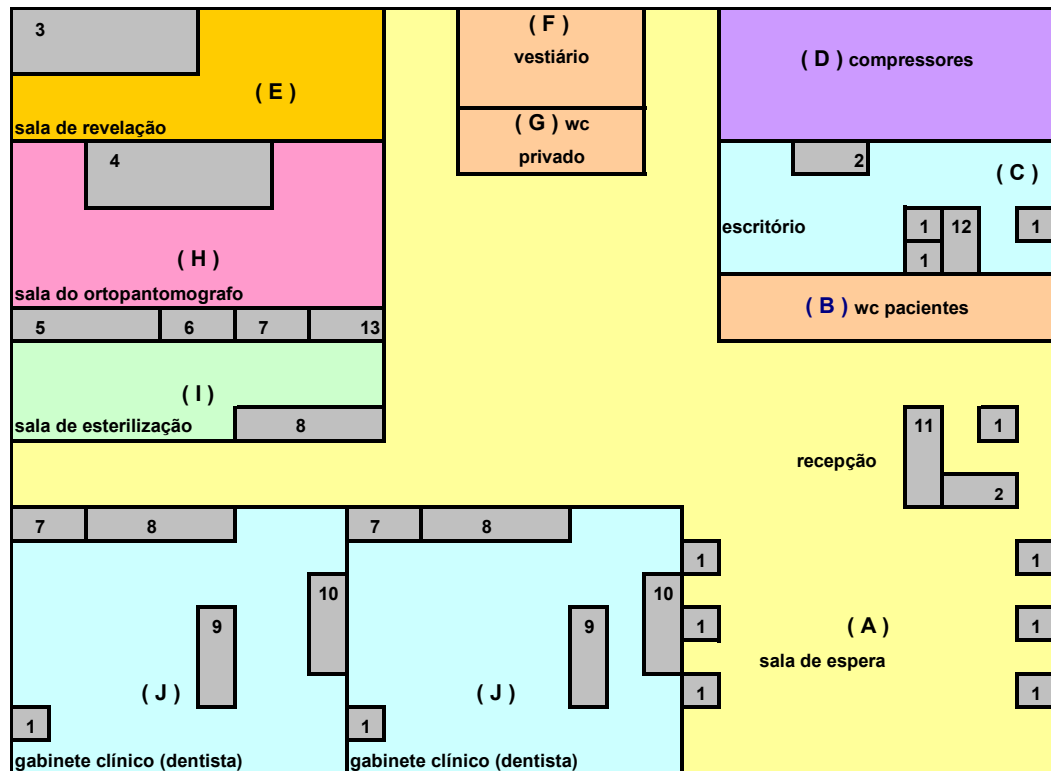 3
( E )
sala de revelação
( F )
vestiário
( G ) wc
privado
( D ) compressores
4
( H )
sala do ortopantomografo
2
( C )
escritório
1
12
1
1
( B ) wc pacientes
5
6
7
13
( I )
sala de esterilização
8
11
1
recepção
2
7
8
10
9
( J )
1
gabinete clínico (dentista)
7
8
10
9
( J )
1
gabinete clínico (dentista)
1
1
1
( A )
1
sala de espera
1
1